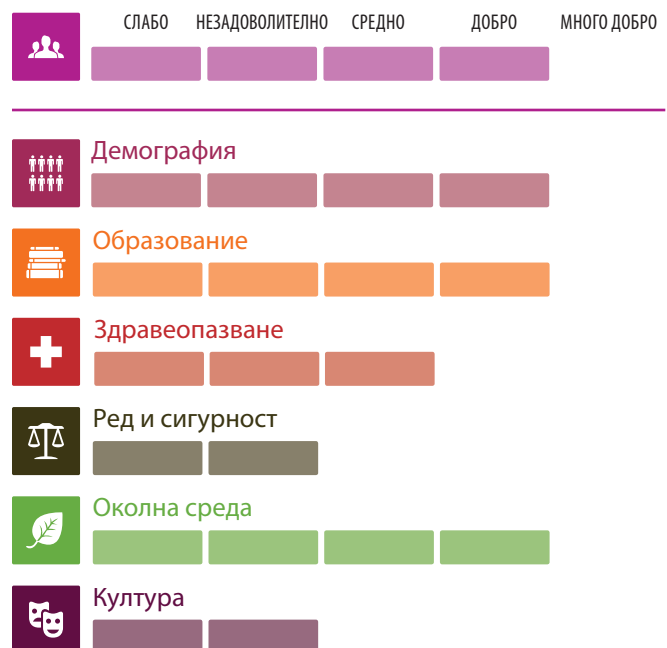 СЛАБО НЕЗАДОВОЛИТЕЛНО СРЕДНО ДОБРО МНОГО ДОБРО
Демография
Образование
Здравеопазване
Ред и сигурност
Околна среда
Култура